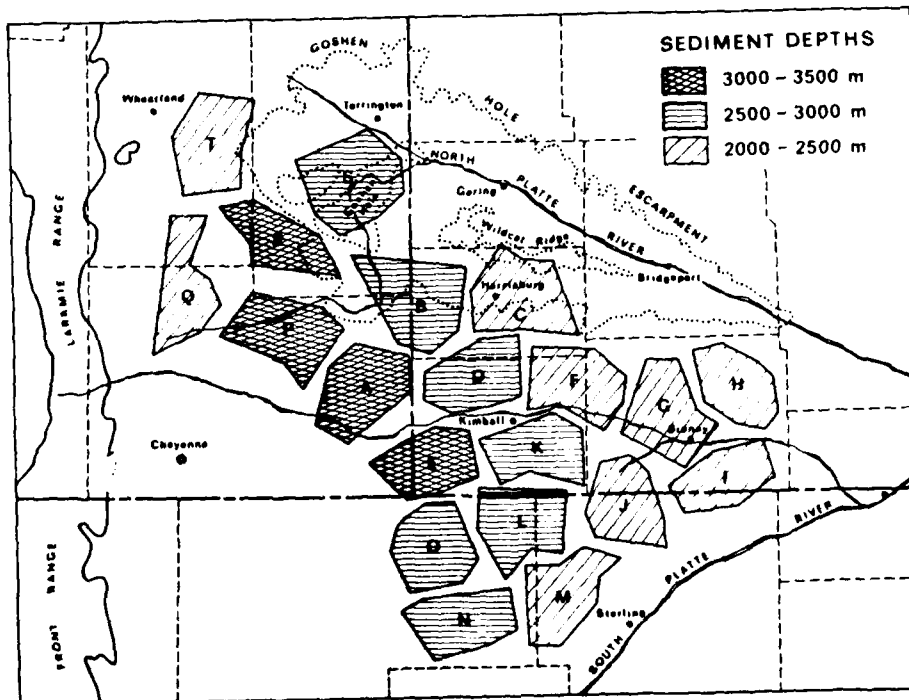 SEDIMENT DEPTHS
3000 – 3500 m
2500 – 3000 m
2000 – 2500 m
GOSHEN
HOLE
ESCARPMENT
Wheatland
Torrington
NORTH
PLATTE
RIVER
Gering
Wildcat Ridge
Bridgeport
Harrisburg
LARAMIE RANGE
T
Q
P
B
C
A
D
F
G
H
Kimball
Sidney
Cheyenne
K
I
J
L
O
M
N
Sterling
SOUTH PLATTE RIVER
FRONT RANGE